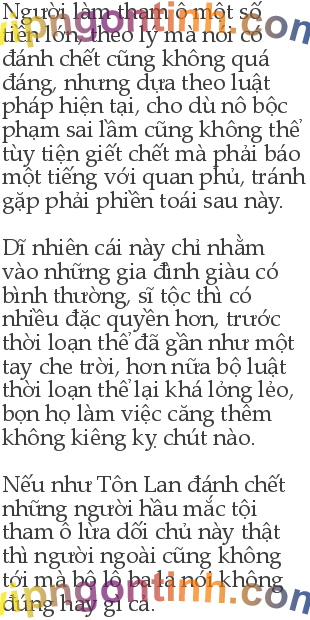 Người làm tham ô một số
tiền lớn, theo lý mà nói có
đánh chết cũng không quá
đáng, nhưng dựa theo luật
pháp hiện tại, cho dù nô bộc
phạm sai lầm cũng không thể
tùy tiện giết chết mà phải báo
một tiếng với quan phủ, tránh
gặp phải phiền toái sau này.
Dĩ nhiên cái này chỉ nhằm
vào những gia đình giàu có
bình thường, sĩ tộc thì có
nhiều đặc quyền hơn, trước
thời loạn thế đã gần như một
tay che trời, hơn nữa bộ luật
thời loạn thế lại khá lỏng lẻo,
bọn họ làm việc càng thêm
không kiêng kỵ chút nào.
Nếu như Tôn Lan đánh chết
những người hầu mắc tội
tham ô lừa dối chủ này thật
thì người ngoài cũng không
tới mà bô lô ba la nói không
đúng hay gì cả.